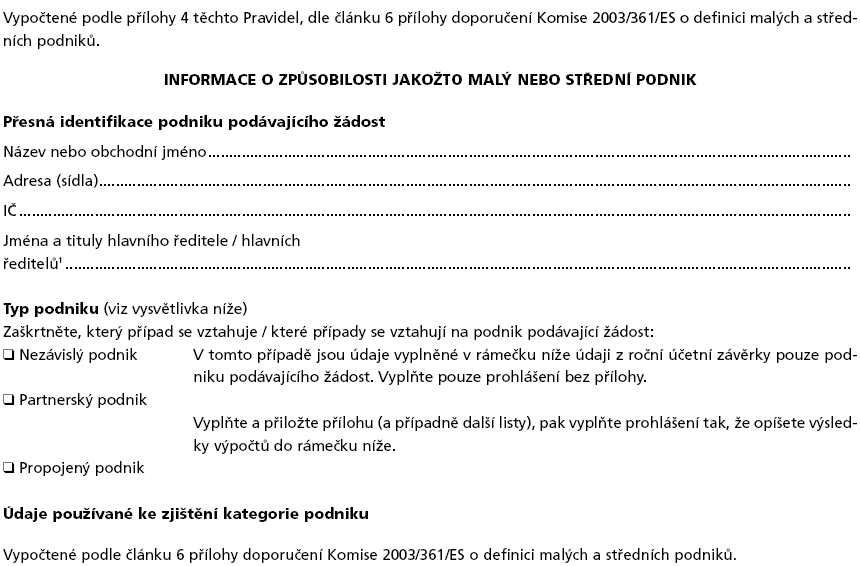 Vypočtené podle přílohy 4 těchto Pravidel, dle článku 6 přílohy doporučení Komise 2003/361/ES o definici malých a střed-
ních podniků.
INFORMACE O ZPŮSOBILOSTI JAKOŽTO MALÝ NEBO STŘEDNÍ PODNIK
Přesná identifikace podniku podávajícího žádost
Název nebo obchodní jméno
Adresa (sídla)
IČ
Jména a tituly hlavního ředitele / hlavních
ředitelů¹
Typ podniku (viz vysvětlivka níže)
Zaškrtněte, který případ se vztahuje / které případy se vztahují na podnik podávající žádost:
❏ Nezávislý podnik V tomto případě jsou údaje vyplněné v rámečku níže údaji z roční účetní závěrky pouze pod-
niku podávajícího žádost. Vyplňte pouze prohlášení bez přílohy.
❏ Partnerský podnik
Vyplňte a přiložte přílohu (a případně další listy), pak vyplňte prohlášení tak, že opíšete výsled-
ky výpočtů do rámečku níže.
❏ Propojený podnik
Údaje používané ke zjištění kategorie podniku
Vypočtené podle článku 6 přílohy doporučení Komise 2003/361/ES o definici malých a středních podniků.